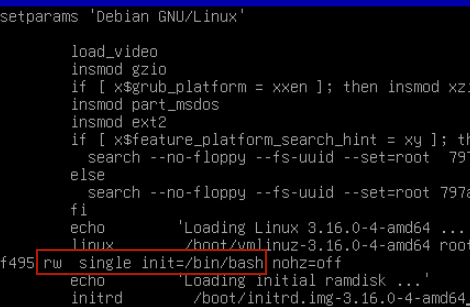 setparams 'Debian GNU/Linux'
load_video
insmod gzio
if [ x$grub_platform = xxen ]; then insmod xz
insmod part_msdos
insmod ext2
if [ x$feature_platform_search_hint = xy ]; t
search --no-floppy --fs-uuid --set=root 797
else
search --no-floppy --fs-uuid --set=root 797
fi
echo 'Loading Linux 3.16.0-4-amd64 ...
linux /boot/vmlinuz-3.16.0-4-amd64 root
f495 rw single init=/bin/bash nohz=off
echo 'Loading initial ramdisk ...'
initrd /boot/initrd.img-3.16.0-4-amd64